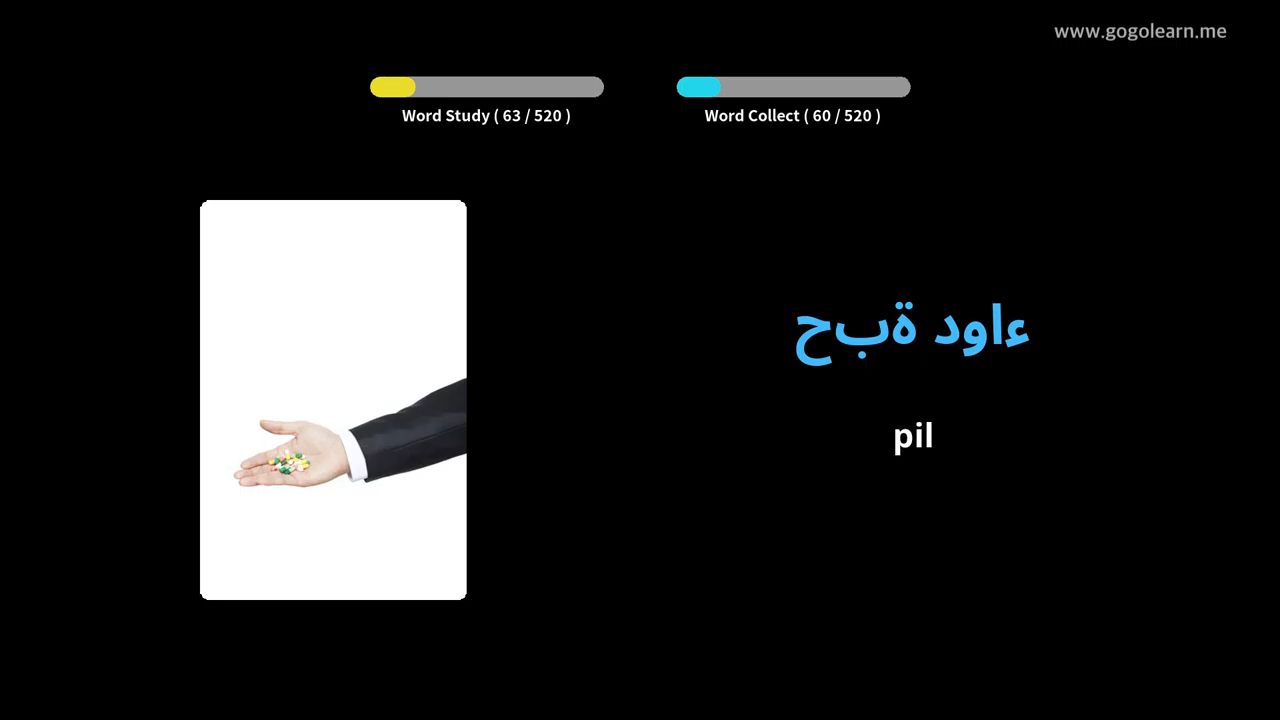 www.gogolearn.me
Word Study ( 63 / 520 )
Word Collect ( 60 / 520 )
حبة دواء
pil